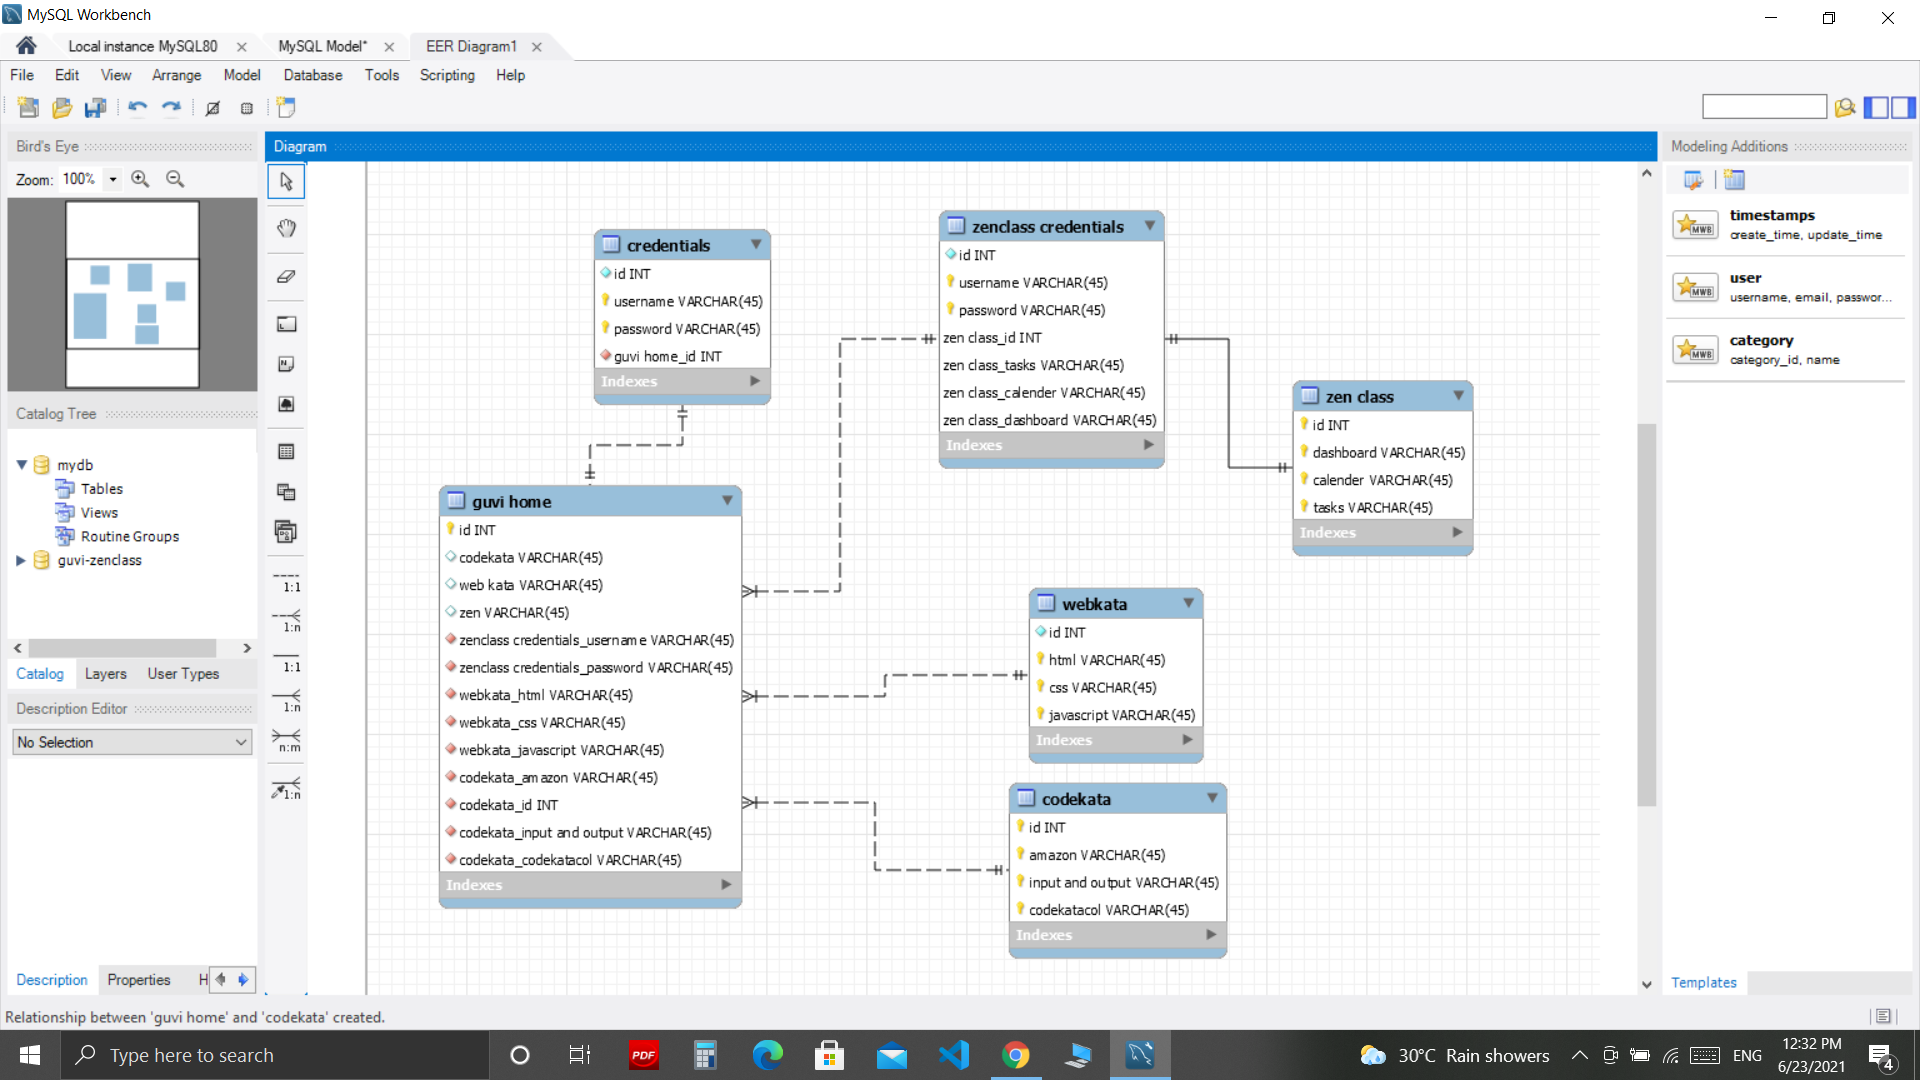 MySQL Workbench
Local instance MySQL80
MySQL Model*
EER Diagram1
File Edit View Arrange Model Database Tools Scripting Help
Bird's Eye
Zoom: 100%
Catalog Tree
mydb
Tables
Views
Routine Groups
guvi-zenclass
Catalog Layers User Types
Description Editor
No Selection
Description Properties H
1:1
1:n
1:1
1:n
n:m
1:n
Diagram
credentials
id INT
username VARCHAR(45)
password VARCHAR(45)
guvi home_id INT
Indexes
zenclass credentials
id INT
username VARCHAR(45)
password VARCHAR(45)
zen class_id INT
zen class_tasks VARCHAR(45)
zen class_calender VARCHAR(45)
zen class_dashboard VARCHAR(45)
Indexes
zen class
id INT
dashboard VARCHAR(45)
calender VARCHAR(45)
tasks VARCHAR(45)
Indexes
guvi home
id INT
codekata VARCHAR(45)
web kata VARCHAR(45)
zen VARCHAR(45)
zenclass credentials_username VARCHAR(45)
zenclass credentials_password VARCHAR(45)
webkata_html VARCHAR(45)
webkata_css VARCHAR(45)
webkata_javascript VARCHAR(45)
codekata_amazon VARCHAR(45)
codekata_id INT
codekata_input and output VARCHAR(45)
codekata_codekatacol VARCHAR(45)
Indexes
webkata
id INT
html VARCHAR(45)
css VARCHAR(45)
javascript VARCHAR(45)
Indexes
codekata
id INT
amazon VARCHAR(45)
input and output VARCHAR(45)
codekatacol VARCHAR(45)
Indexes
Modeling Additions
MWB
timestamps
create_time, update_time
MWB
user
username, email, passwor...
MWB
category
category_id, name
Templates
Relationship between 'guvi home' and 'codekata' created.
Type here to search
PDF
30°C Rain showers
ENG
12:32 PM
6/23/2021
4